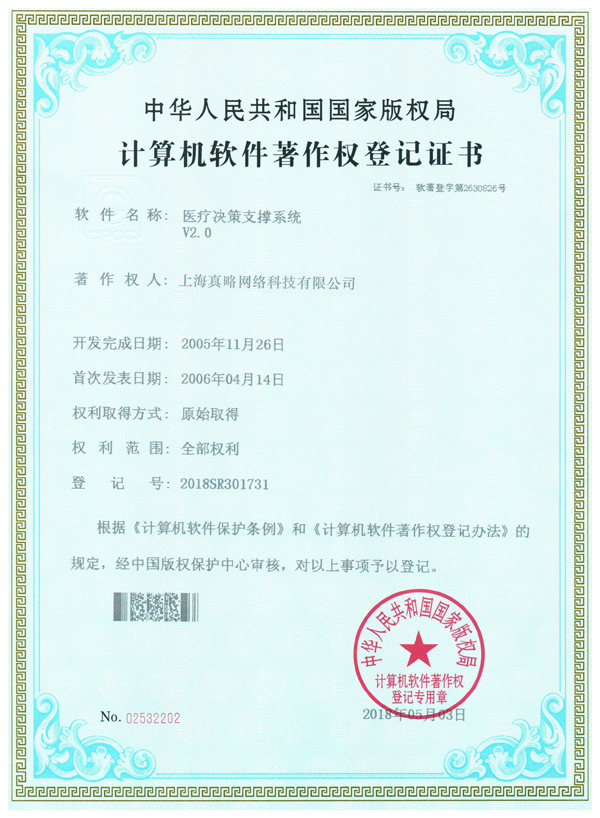 中华人民共和国国家版权局
计算机软件著作权登记证书
证书号： 软著登字第2630826号
软件名称： 医疗决策支撑系统
V2.0
著作权人： 上海真略网络科技有限公司
开发完成日期： 2005年11月26日
首次发表日期： 2006年04月14日
权利取得方式： 原始取得
权利范围： 全部权利
登记号： 2018SR301731
根据《计算机软件保护条例》和《计算机软件著作权登记办法》的
规定，经中国版权保护中心审核，对以上事项予以登记。
中华人民共和国国家版权局
计算机软件著作权
登记专用章
No. 02532202
2018年05月03日